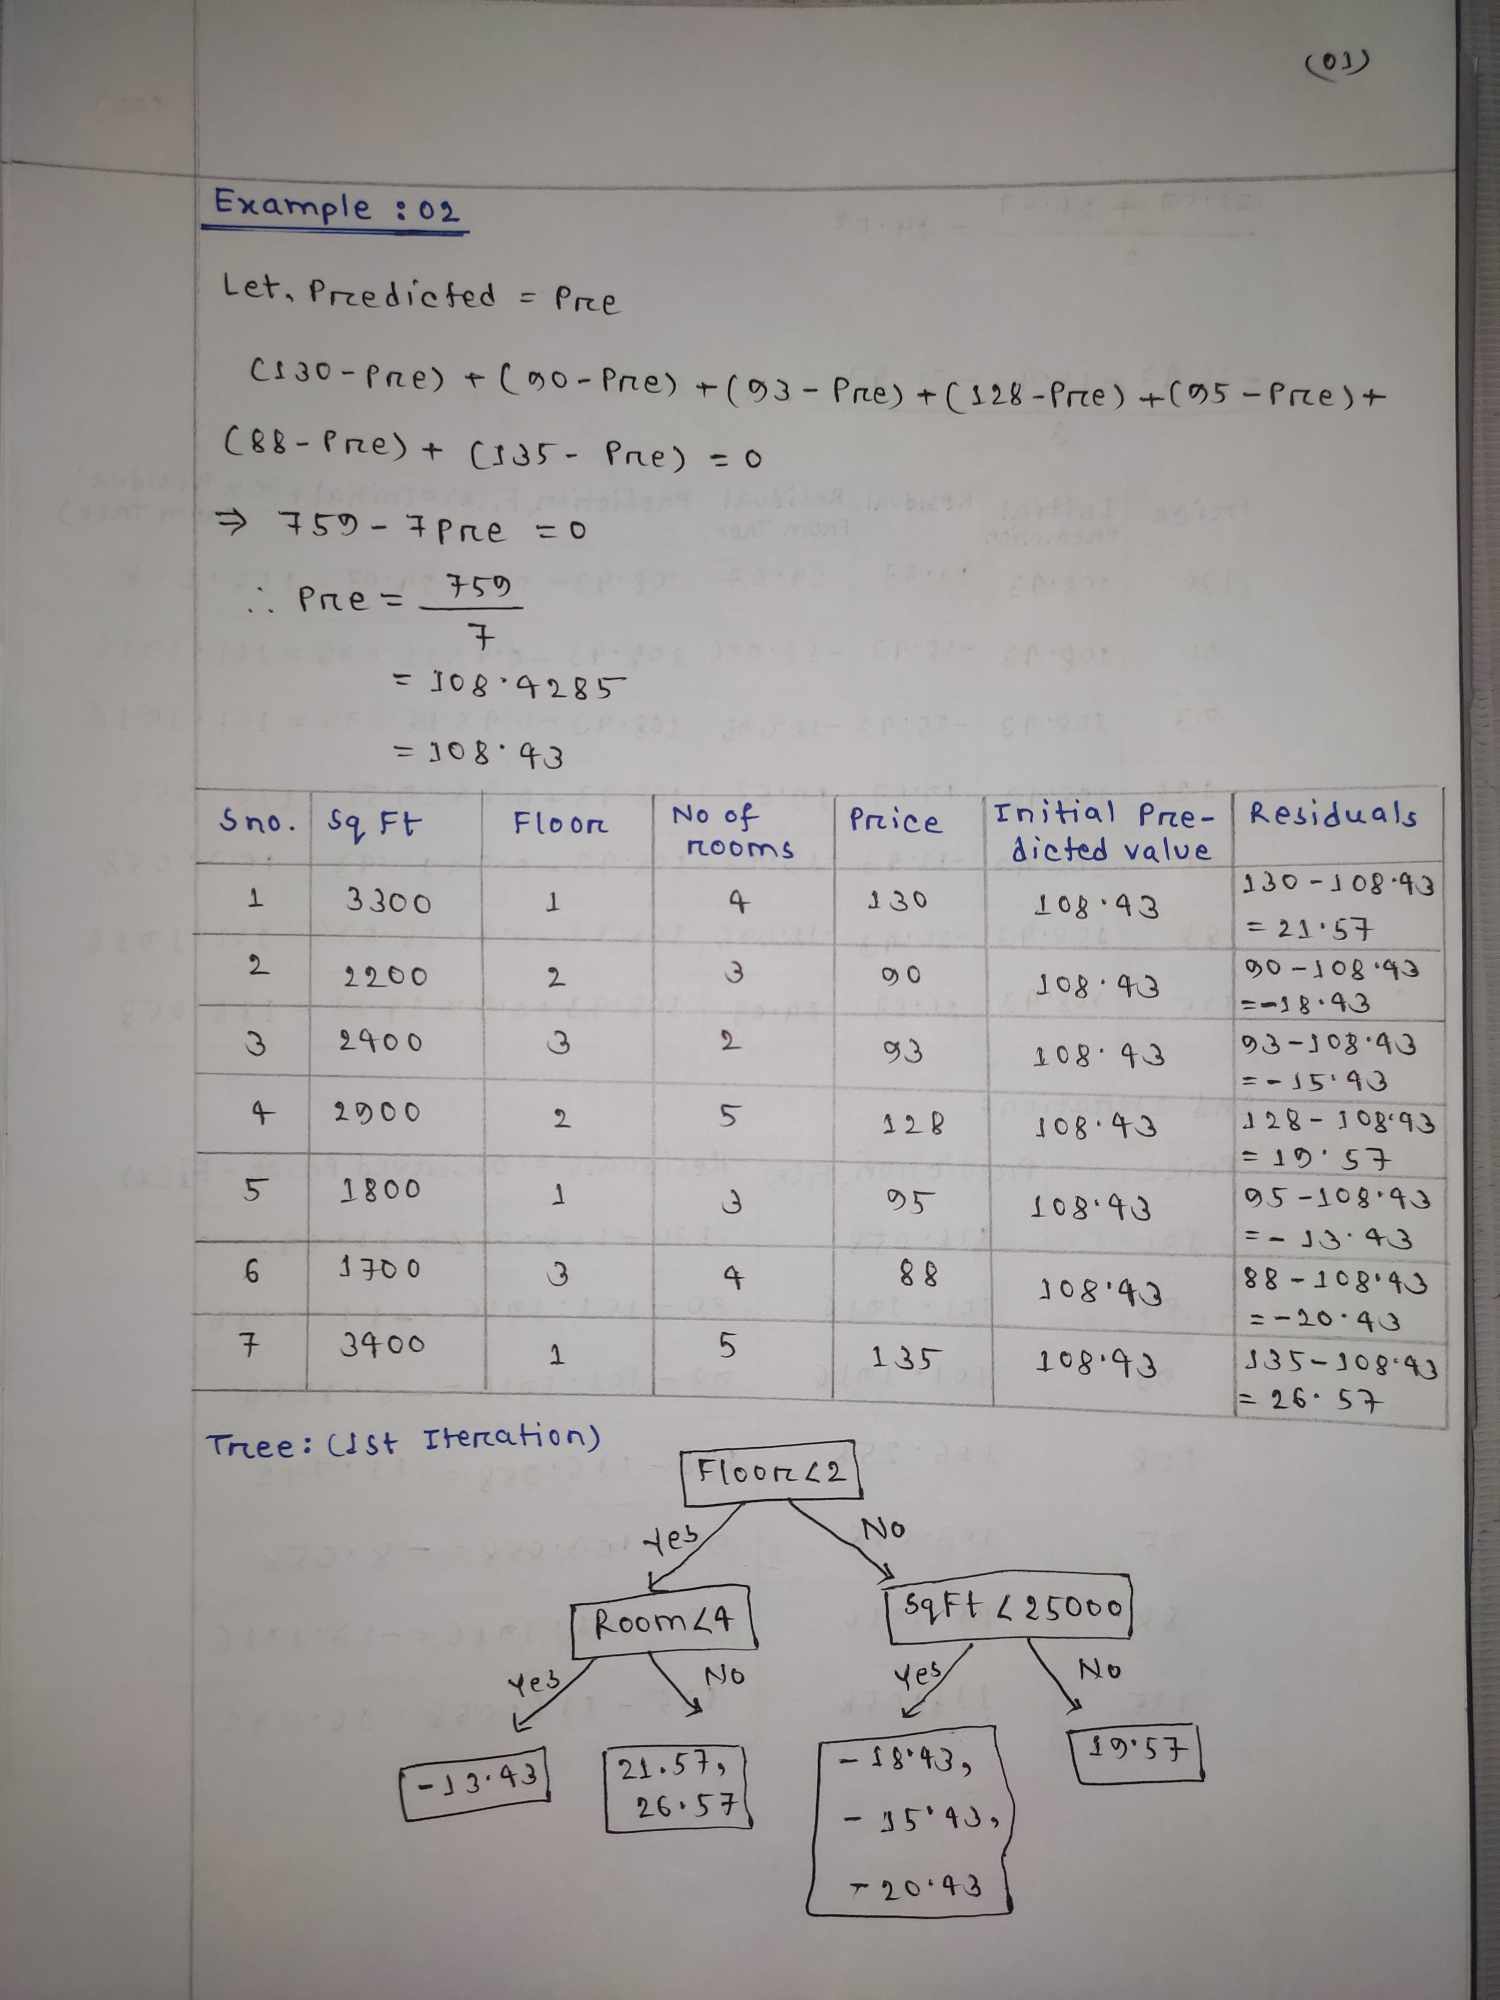 (01)
Example : 02
Let, Predicted = Pre
(130 - Pre) + (90 - Pre) + (93 - Pre) + (128 - Pre) + (95 - Pre) +
(88 - Pre) + (135 - Pre) = 0
⇒ 759 - 7Pre = 0
∴ Pre = 759
7
= 108.4285
= 108.43
Sno. Sq Ft Floor No of rooms Price Initial Pre-dicted value Residuals
1 3300 1 4 130 108.43 130 - 108.43 = 21.57
2 2200 2 3 90 108.43 90 - 108.43 = -18.43
3 2400 3 2 93 108.43 93 - 108.43 = -15.43
4 2900 2 5 128 108.43 128 - 108.43 = 19.57
5 1800 1 3 95 108.43 95 - 108.43 = -13.43
6 1700 3 4 88 108.43 88 - 108.43 = -20.43
7 3400 1 5 135 108.43 135 - 108.43 = 26.57
Tree: (1st Iteration)
Floor < 2
Yes No
Room < 4 SqFt < 25000
Yes No Yes No
-13.43 21.57, -18.43, 19.57
26.57 -15.43,
-20.43